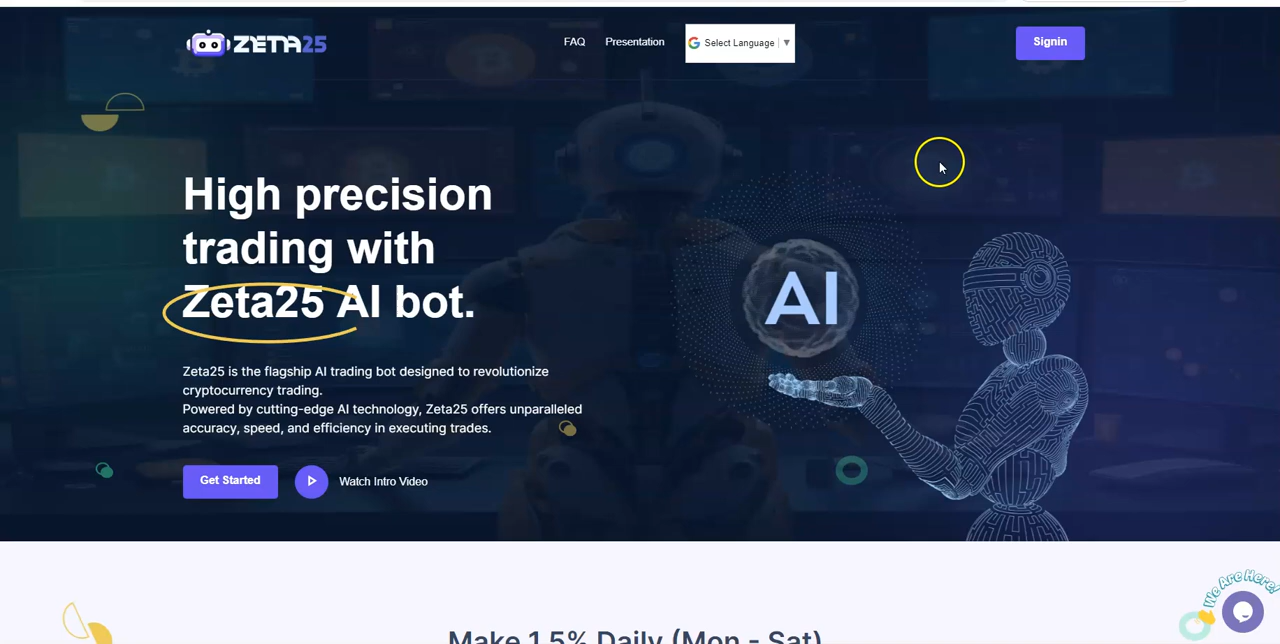 ZETA25
FAQ
Presentation
G Select Language ▼
Signin
High precision
trading with
Zeta25 AI bot.
AI
Zeta25 is the flagship AI trading bot designed to revolutionize
cryptocurrency trading.
Powered by cutting-edge AI technology, Zeta25 offers unparalleled
accuracy, speed, and efficiency in executing trades.
Get Started
Watch Intro Video
We Are Here!
Make 1.5% Daily (Mon - Sat)